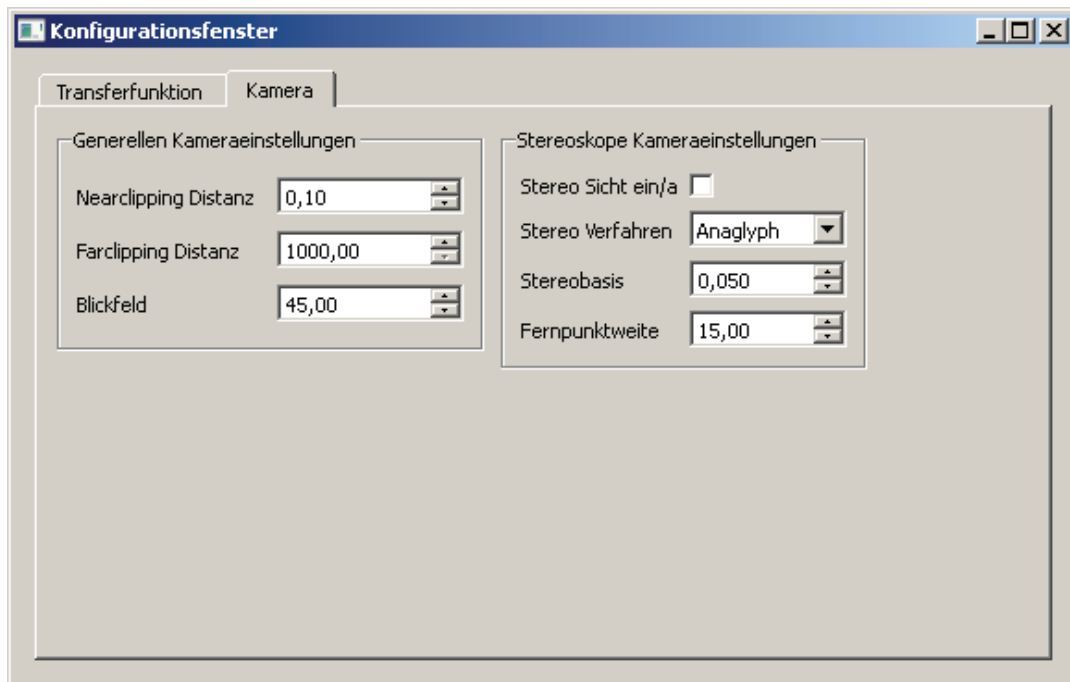 Konfigurationsfenster
Transferfunktion
Kamera
Generellen Kameraeinstellungen
Nearclipping Distanz 0,10
Farclipping Distanz 1000,00
Blickfeld 45,00
Stereoskope Kameraeinstellungen
Stereo Sicht ein/a
Stereo Verfahren Anaglyph
Stereobasis 0,050
Fernpunktweite 15,00